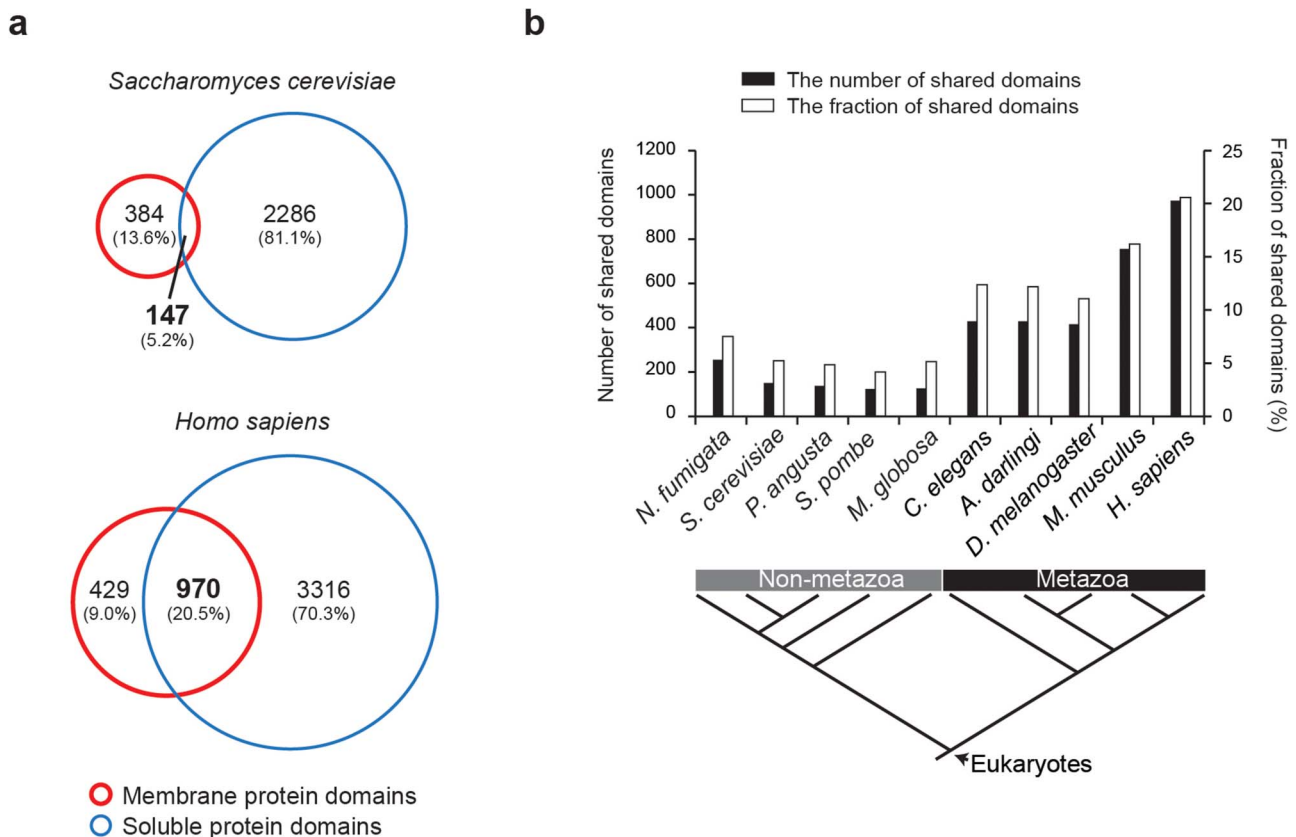 a
Saccharomyces cerevisiae
384
(13.6%)
2286
(81.1%)
147
(5.2%)
Homo sapiens
429
(9.0%)
970
(20.5%)
3316
(70.3%)
Membrane protein domains
Soluble protein domains
b
The number of shared domains
The fraction of shared domains
Number of shared domains
1200
1000
800
600
400
200
0
Fraction of shared domains (%)
25
20
15
10
5
0
N. fumigata
S. cerevisiae
P. angusta
S. pombe
M. globosa
C. elegans
A. darlingi
D. melanogaster
M. musculus
H. sapiens
Non-metazoa
Metazoa
Eukaryotes